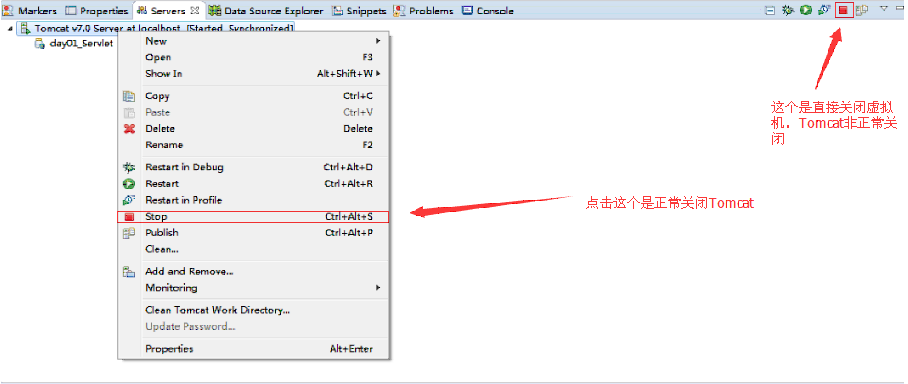 Markers Properties Servers Data Source Explorer Snippets Problems Console
Tomcat v7.0 Server at localhost [Started, Synchronized]
day01_Servlet
New
Open F3
Show In Alt+Shift+W
Copy Ctrl+C
Paste Ctrl+V
Delete Delete
Rename F2
Restart in Debug Ctrl+Alt+D
Restart Ctrl+Alt+R
Restart in Profile
Stop Ctrl+Alt+S
Publish Ctrl+Alt+P
Clean...
Add and Remove...
Monitoring
Clean Tomcat Work Directory...
Update Password...
Properties Alt+Enter
这个是直接关闭虚拟
机. Tomcat非正常关
闭
点击这个是正常关闭Tomcat